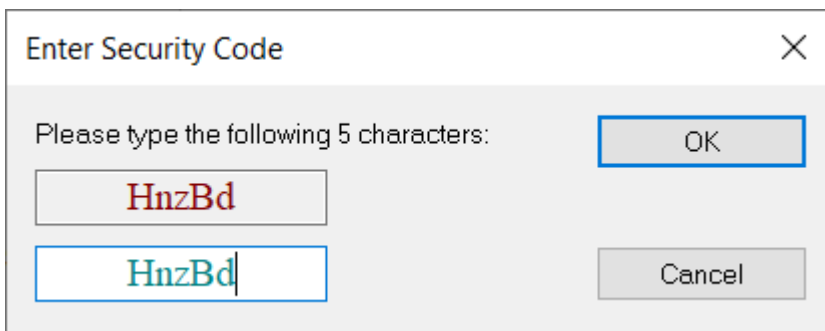 Enter Security Code
Please type the following 5 characters:
OK
HnzBd
HnzBd
Cancel